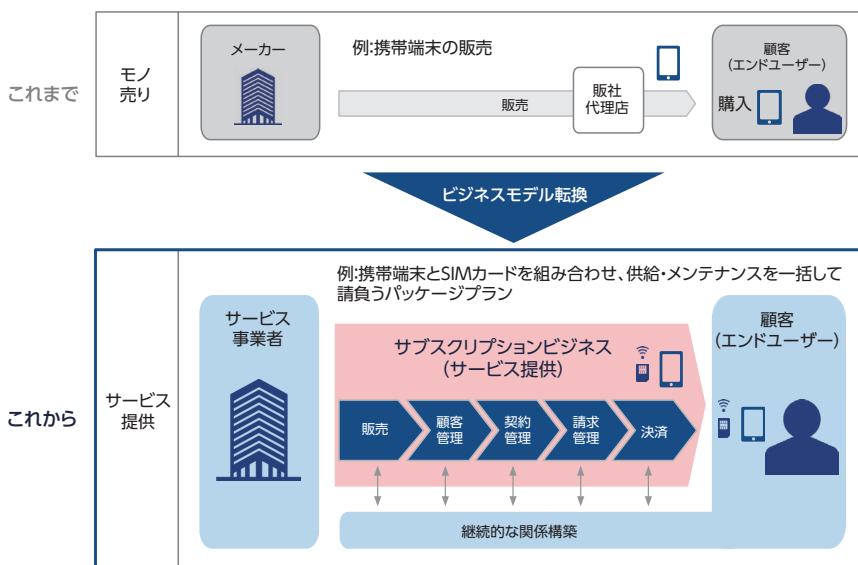 これまで
モノ
売り
メーカー
例:携帯端末の販売
販売
販社
代理店
顧客
(エンドユーザー)
購入
ビジネスモデル転換
これから
サービス
提供
例:携帯端末とSIMカードを組み合わせ、供給・メンテナンスを一括して
請負うパッケージプラン
サービス
事業者
サブスクリプションビジネス
(サービス提供)
販売
顧客
管理
契約
管理
請求
管理
決済
継続的な関係構築
顧客
(エンドユーザー)